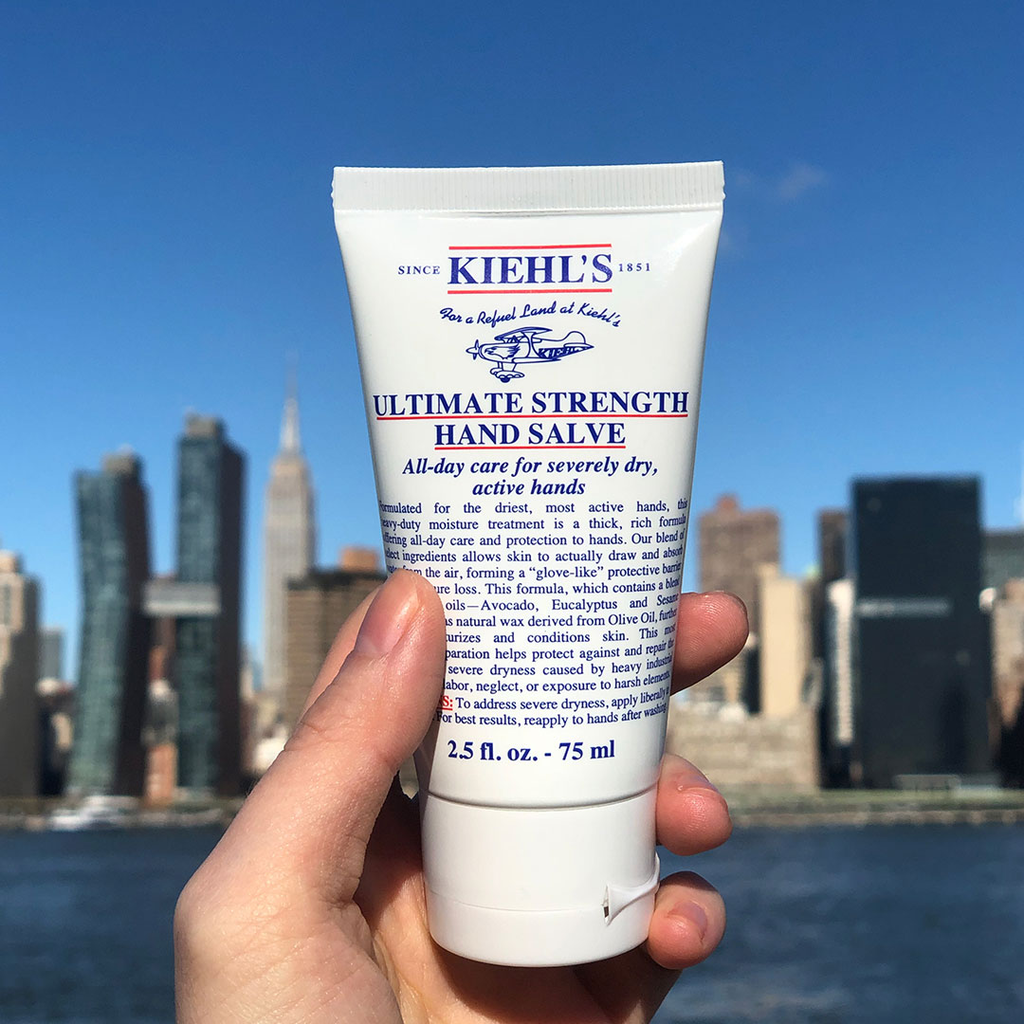 SINCE KIEHL'S 1851
For a Refuel Land at Kiehl's
KIEHL'S
ULTIMATE STRENGTH
HAND SALVE
All-day care for severely dry,
active hands
Formulated for the driest, most active hands, this
heavy-duty moisture treatment is a thick, rich formula
offering all-day care and protection to hands. Our blend of
select ingredients allows skin to actually draw and absorb
from the air, forming a "glove-like" protective barrier
ure loss. This formula, which contains a blend
oils—Avocado, Eucalyptus and Sesame
as natural wax derived from Olive Oil, further
turizes and conditions skin. This most
paration helps protect against and repair the
severe dryness caused by heavy industrial
labor, neglect, or exposure to harsh elements.
S: To address severe dryness, apply liberally
For best results, reapply to hands after washing.
2.5 fl. oz. - 75 ml